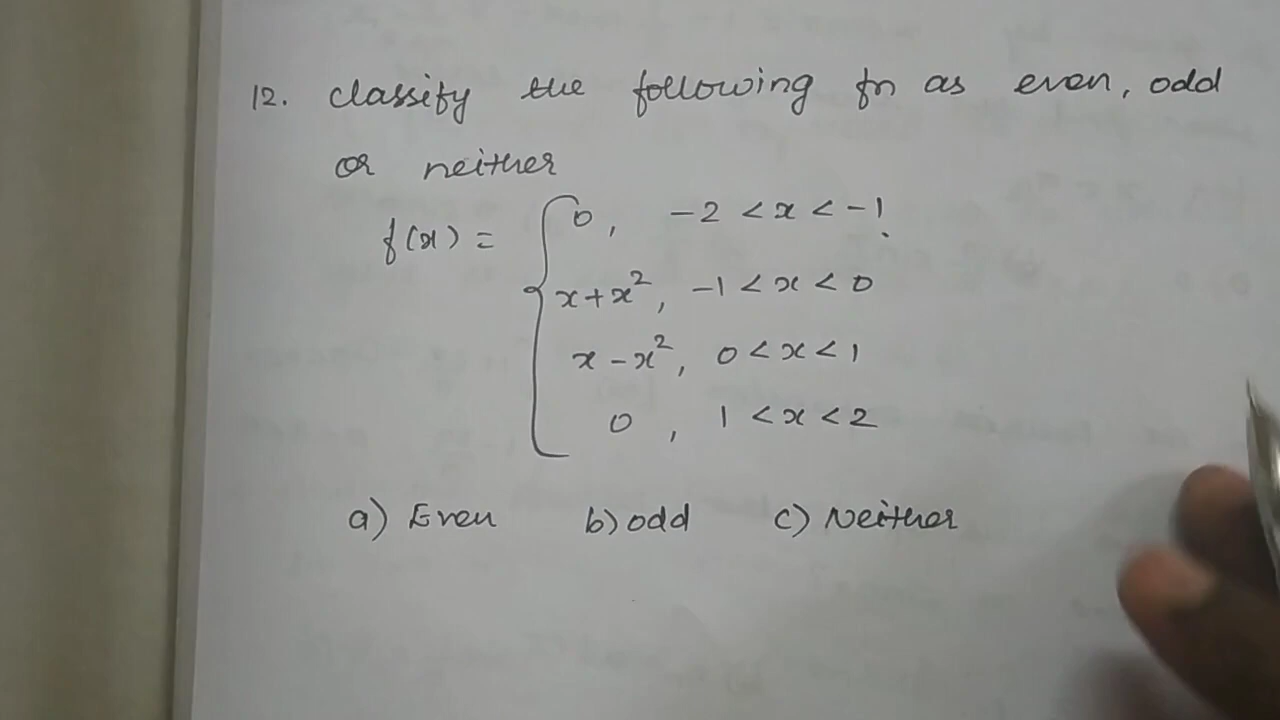 12. classify the following fn as even, odd
or neither
f(x) = { 0, -2 < x < -1
x+x², -1 < x < 0
x-x², 0 < x < 1
0, 1 < x < 2
a) Even b) odd c) Neither